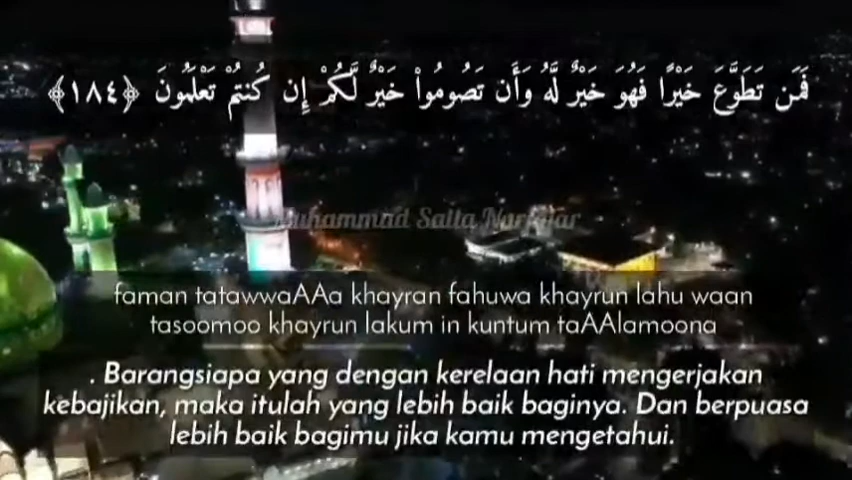 فَمَن تَطَوَّعَ خَيْرًا فَهُوَ خَيْرٌ لَّهُ وَأَن تَصُومُواْ خَيْرٌ لَّكُمْ إِن كُنتُمْ تَعْلَمُونَ ﴿١٨٤﴾
Muhammad Salta
faman tatawwaAAa khayran fahuwa khayrun lahu waan
tasoomoo khayrun lakum in kuntum taAAlamoona
. Barangsiapa yang dengan kerelaan hati mengerjakan
kebajikan, maka itulah yang lebih baik baginya. Dan berpuasa
lebih baik bagimu jika kamu mengetahui.